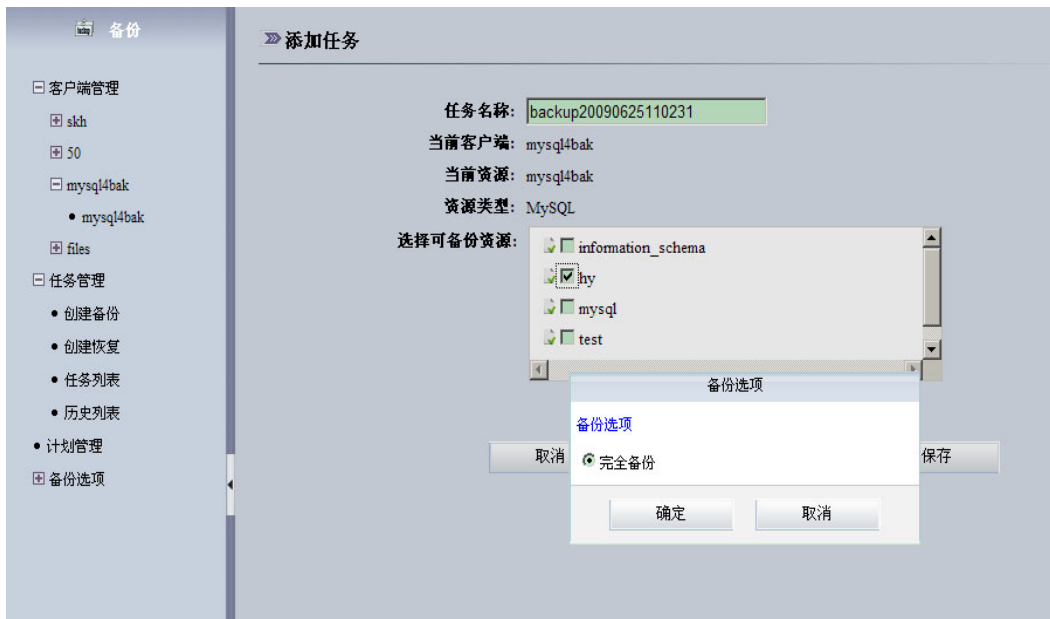 备份
客户端管理
skh
50
mysql4bak
mysql4bak
files
任务管理
创建备份
创建恢复
任务列表
历史列表
计划管理
备份选项
添加任务
任务名称: backup20090625110231
当前客户端: mysql4bak
当前资源: mysql4bak
资源类型: MySQL
选择可备份资源:
information_schema
hy
mysql
test
备份选项
备份选项
完全备份
确定 取消
取消 保存